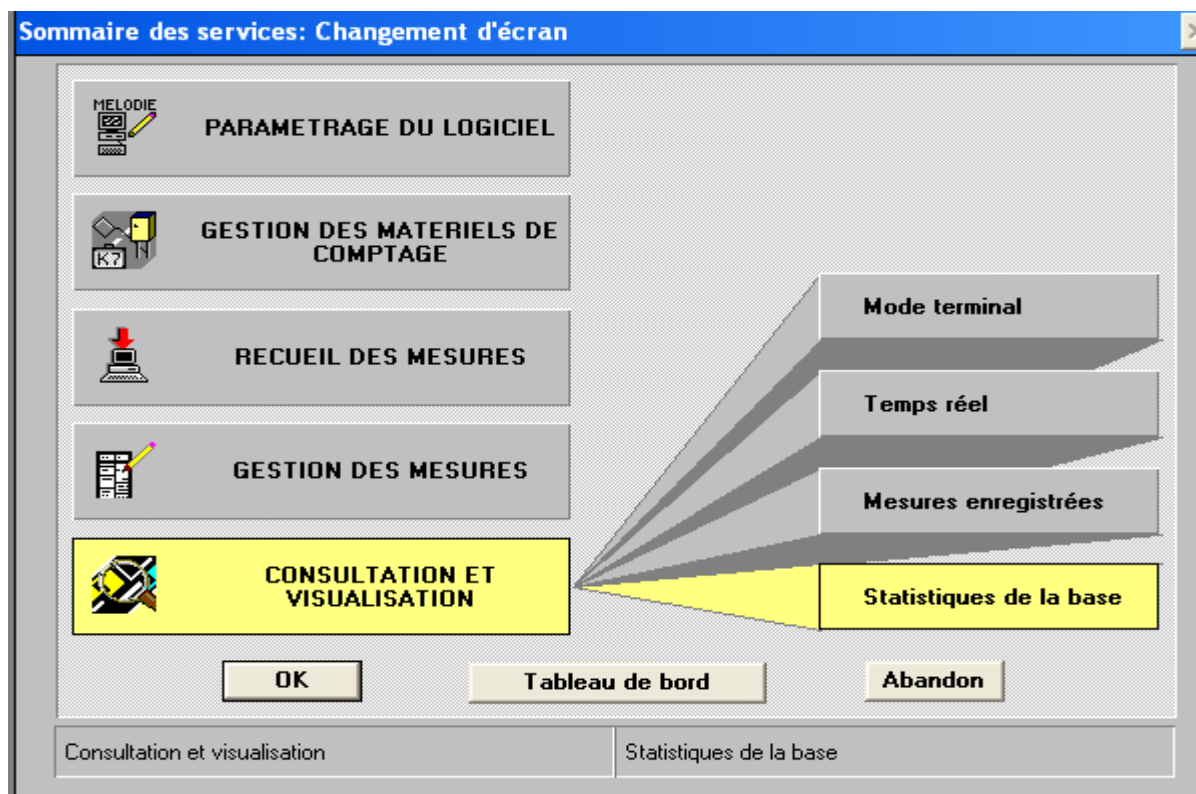 Sommaire des services: Changement d'écran
MELODIE
PARAMETRAGE DU LOGICIEL
K7
GESTION DES MATERIELS DE
COMPTAGE
RECUEIL DES MESURES
GESTION DES MESURES
CONSULTATION ET
VISUALISATION
Mode terminal
Temps réel
Mesures enregistrées
Statistiques de la base
OK
Tableau de bord
Abandon
Consultation et visualisation
Statistiques de la base